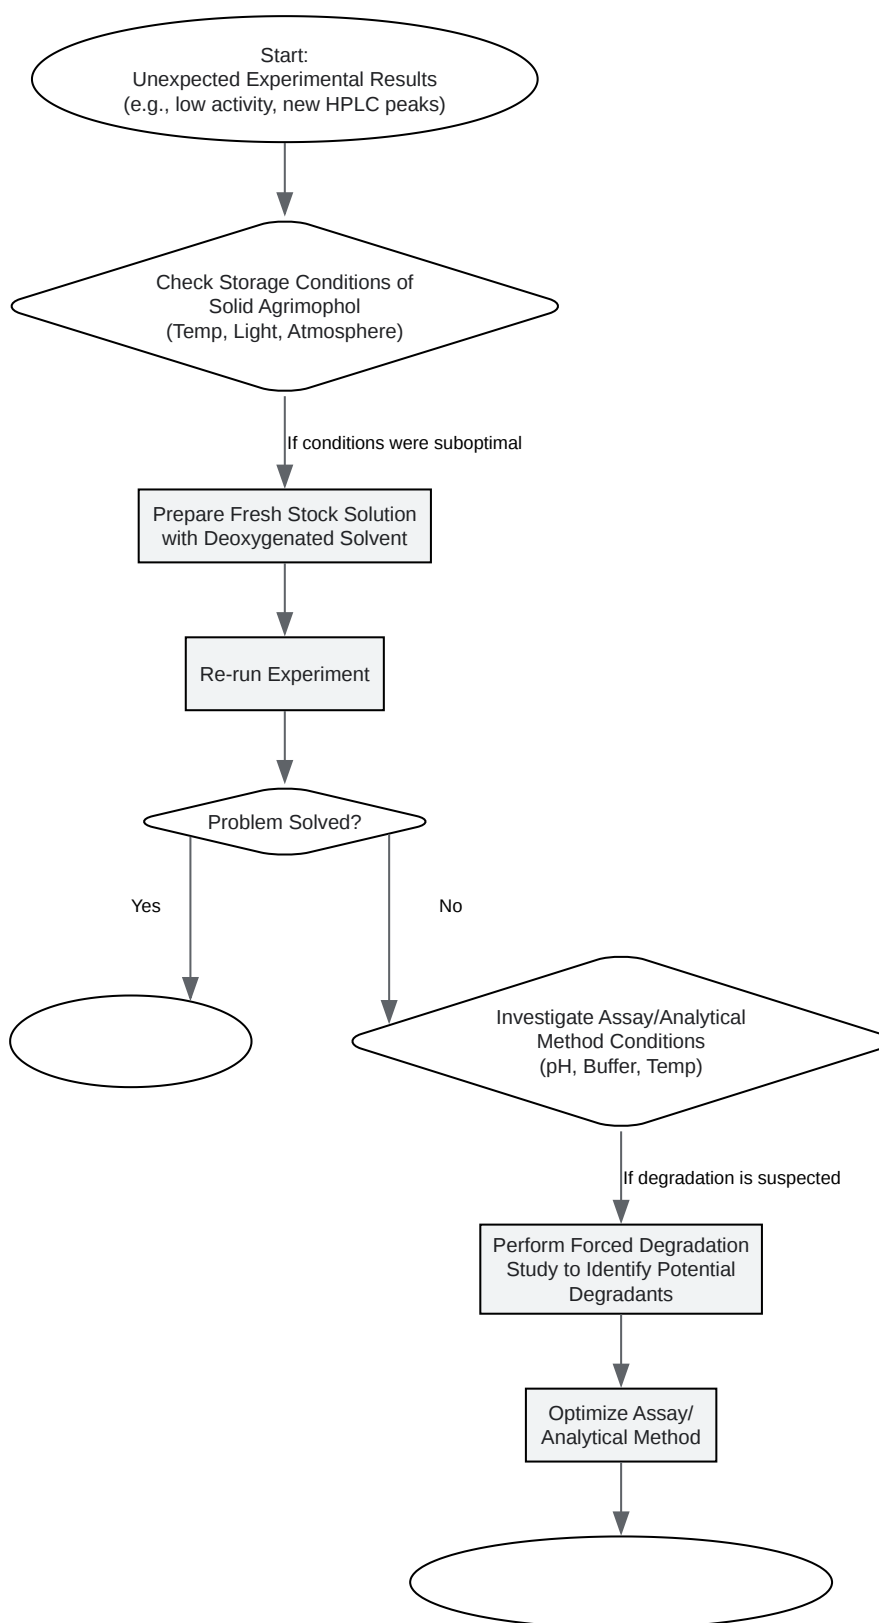 Start:
Unexpected Experimental Results
(e.g., low activity, new HPLC peaks)
Check Storage Conditions of
Solid Agrimophol
(Temp, Light, Atmosphere)
If conditions were suboptimal
Prepare Fresh Stock Solution
with Deoxygenated Solvent
Re-run Experiment
Problem Solved?
Yes
No
Investigate Assay/Analytical
Method Conditions
(pH, Buffer, Temp)
If degradation is suspected
Perform Forced Degradation
Study to Identify Potential
Degradants
Optimize Assay/
Analytical Method